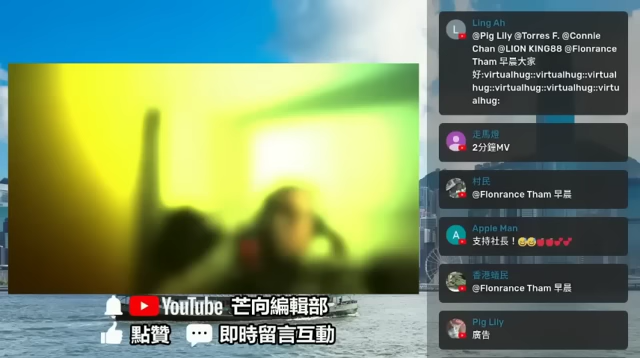 Ling Ah
@Pig Lily @Torres F. @Connie
Chan @LION KING88 @Flonrance
Tham 早晨大家
好:virtualhug::virtualhug::virtual
hug::virtualhug::virtualhug::virtu
alhug:
走馬燈
2分鐘MV
村民
@Flonrance Tham 早晨
Apple Man
支持社長！
香港殖民
@Flonrance Tham 早晨
Pig Lily
廣告
YouTube 芒向編輯部
點贊 即時留言互動